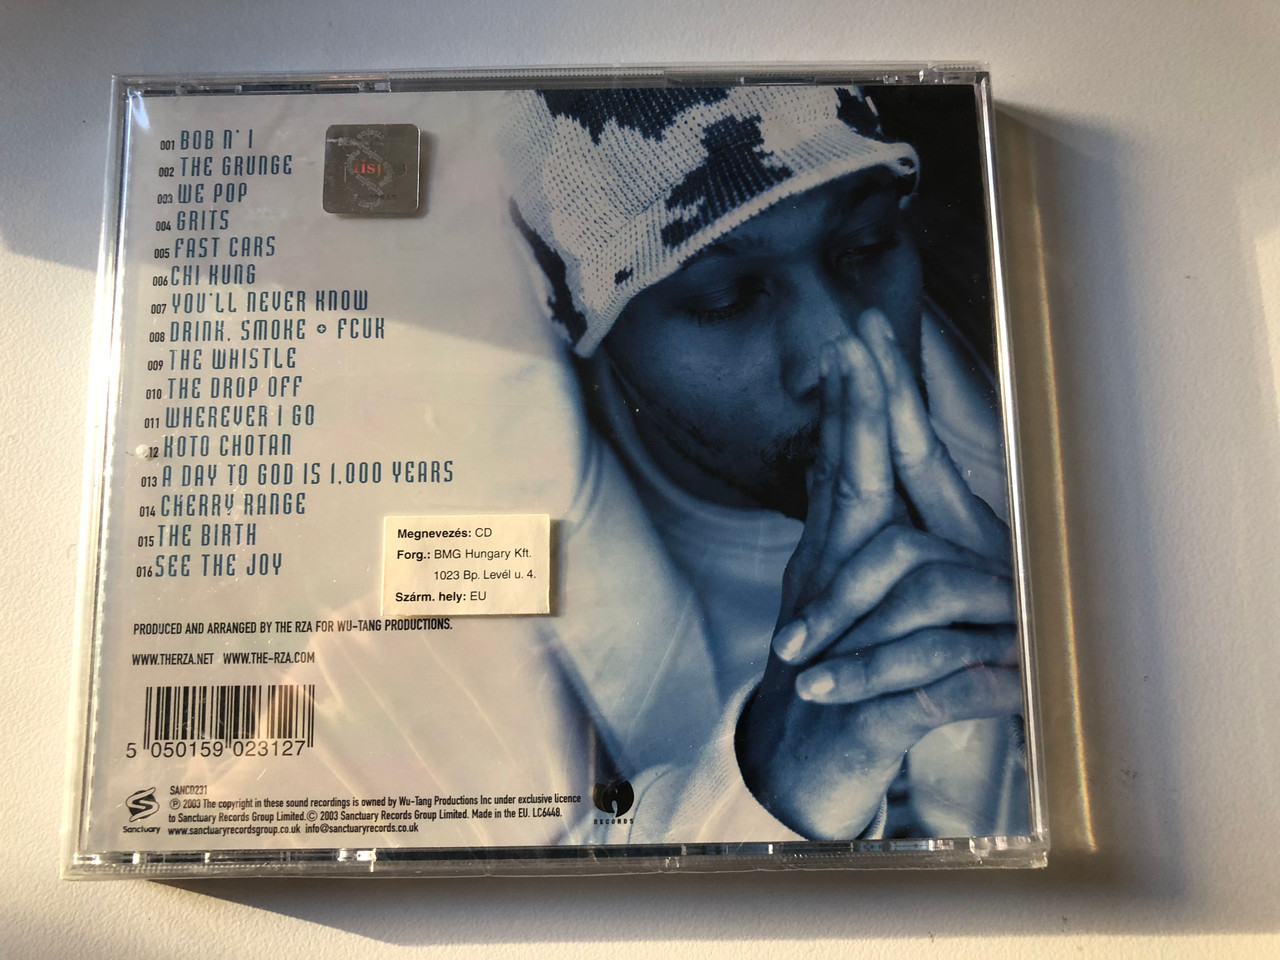 001 BOB N' I
002 THE GRUNGE
003 WE POP
004 GRITS
005 FAST CARS
006 CHI KUNG
007 YOU'LL NEVER KNOW
008 DRINK, SMOKE + FCUK
009 THE WHISTLE
010 THE DROP OFF
011 WHEREVER I GO
12 KOTO CHOTAN
013 A DAY TO GOD IS 1,000 YEARS
014 CHERRY RANGE
015 THE BIRTH
016 SEE THE JOY
Megnevezés: CD
Forg.: BMG Hungary Kft.
1023 Bp. Levél u. 4.
Szárm. hely: EU
PRODUCED AND ARRANGED BY THE RZA FOR WU-TANG PRODUCTIONS.
WWW.THERZA.NET WWW.THE-RZA.COM
5 050159 023127
SANCD231
℗ 2003 The copyright in these sound recordings is owned by Wu-Tang Productions Inc under exclusive licence
to Sanctuary Records Group Limited. © 2003 Sanctuary Records Group Limited. Made in the EU. LC6448.
www.sanctuaryrecordsgroup.co.uk info@sanctuaryrecords.co.uk
Sanctuary
RECORDS